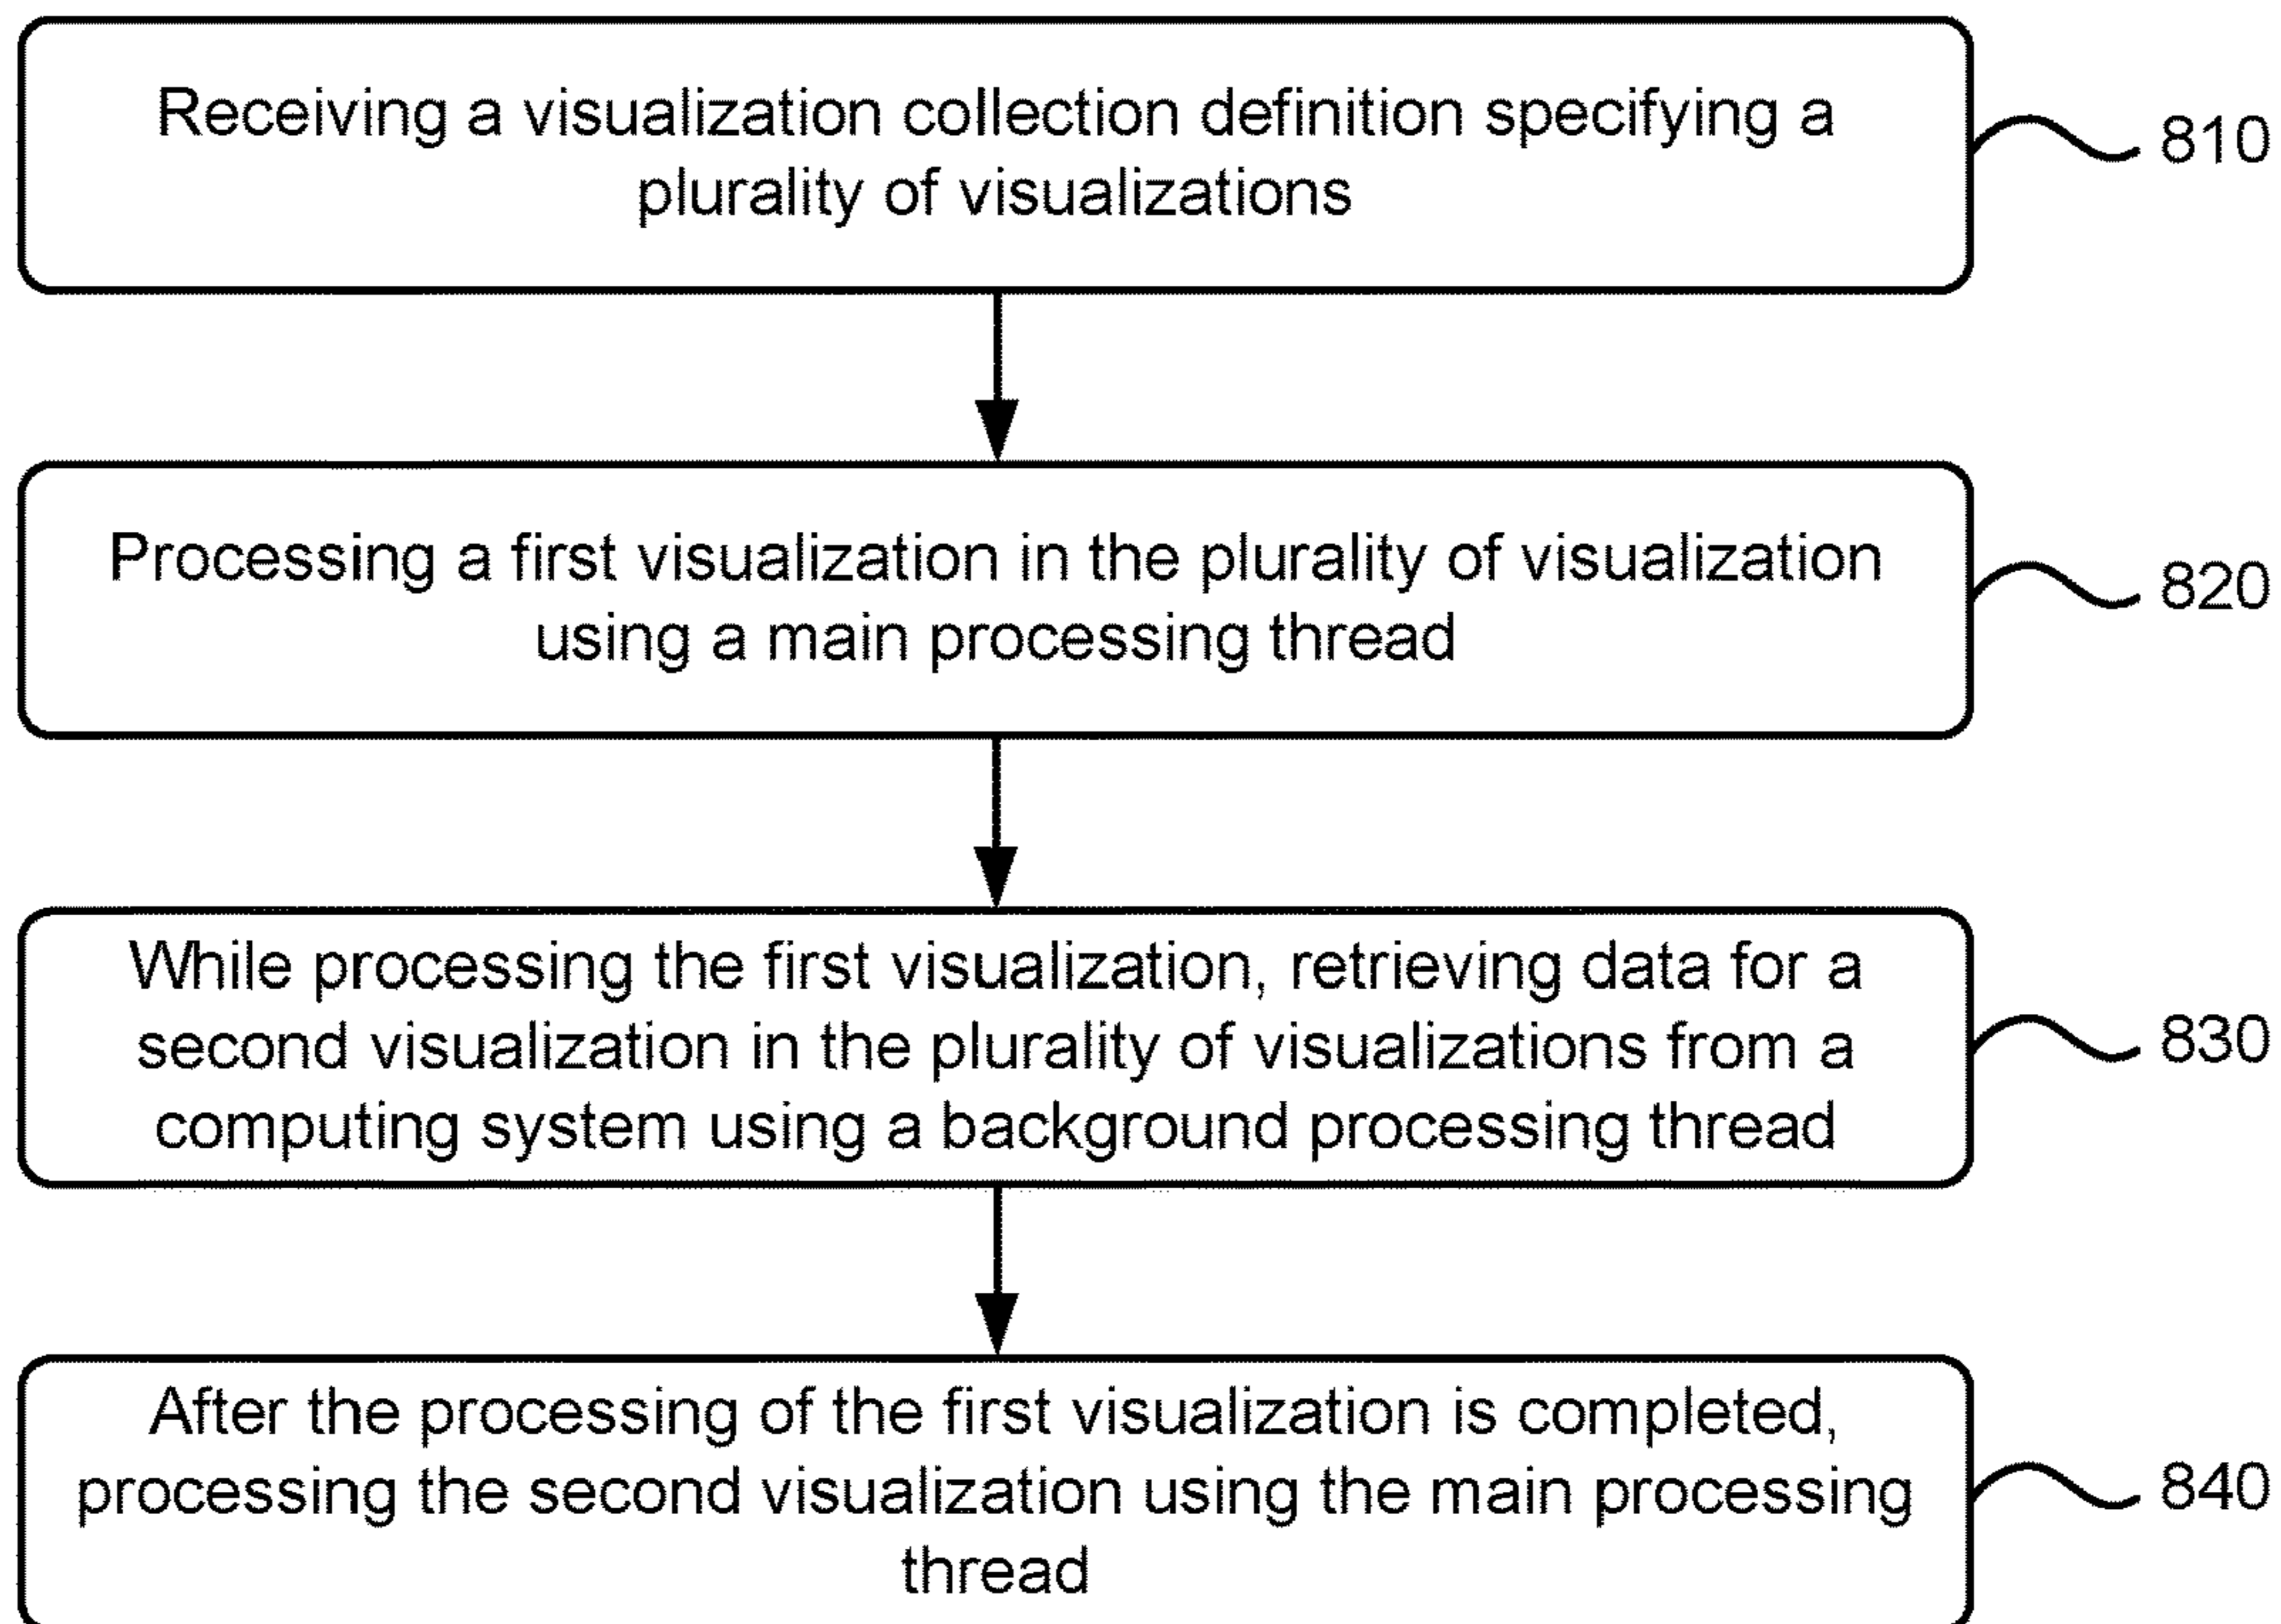 Receiving a visualization collection definition specifying a
plurality of visualizations
810
Processing a first visualization in the plurality of visualization
using a main processing thread
820
While processing the first visualization, retrieving data for a
second visualization in the plurality of visualizations from a
computing system using a background processing thread
830
After the processing of the first visualization is completed,
processing the second visualization using the main processing
thread
840